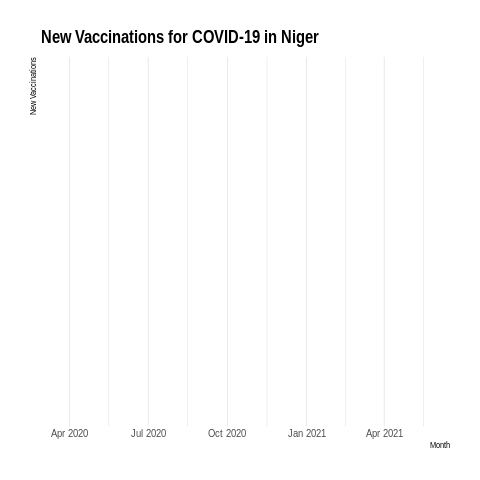 New Vaccinations for COVID-19 in Niger
New Vaccinations
Apr 2020 Jul 2020 Oct 2020 Jan 2021 Apr 2021
Month